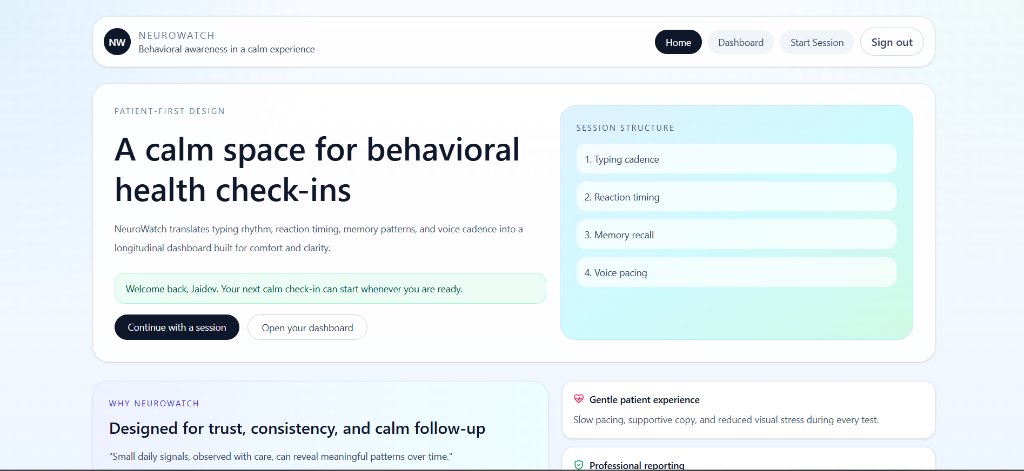 NW
NEUROWATCH
Behavioral awareness in a calm experience
Home
Dashboard
Start Session
Sign out
PATIENT-FIRST DESIGN
A calm space for behavioral
health check-ins
NeuroWatch translates typing rhythm, reaction timing, memory patterns, and voice cadence into a
longitudinal dashboard built for comfort and clarity.
Welcome back, Jaidev. Your next calm check-in can start whenever you are ready.
Continue with a session
Open your dashboard
SESSION STRUCTURE
1. Typing cadence
2. Reaction timing
3. Memory recall
4. Voice pacing
WHY NEUROWATCH
Designed for trust, consistency, and calm follow-up
"Small daily signals, observed with care, can reveal meaningful patterns over time."
Gentle patient experience
Slow pacing, supportive copy, and reduced visual stress during every test.
Professional reporting